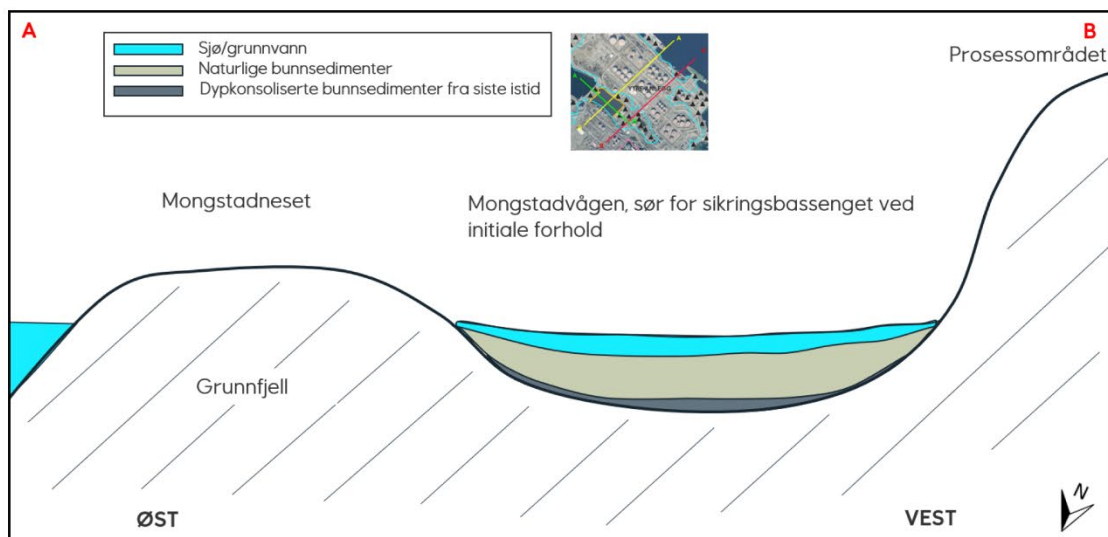 A
B
Sjø/grunnvann
Naturlige bunnsedimenter
Dypkonsoliserte bunnsedimenter fra siste istid
Prosessområdet
Mongstadneset
Mongstadvågen, sør for sikringsbassenget ved
initiale forhold
Grunnfjell
ØST
VEST
N